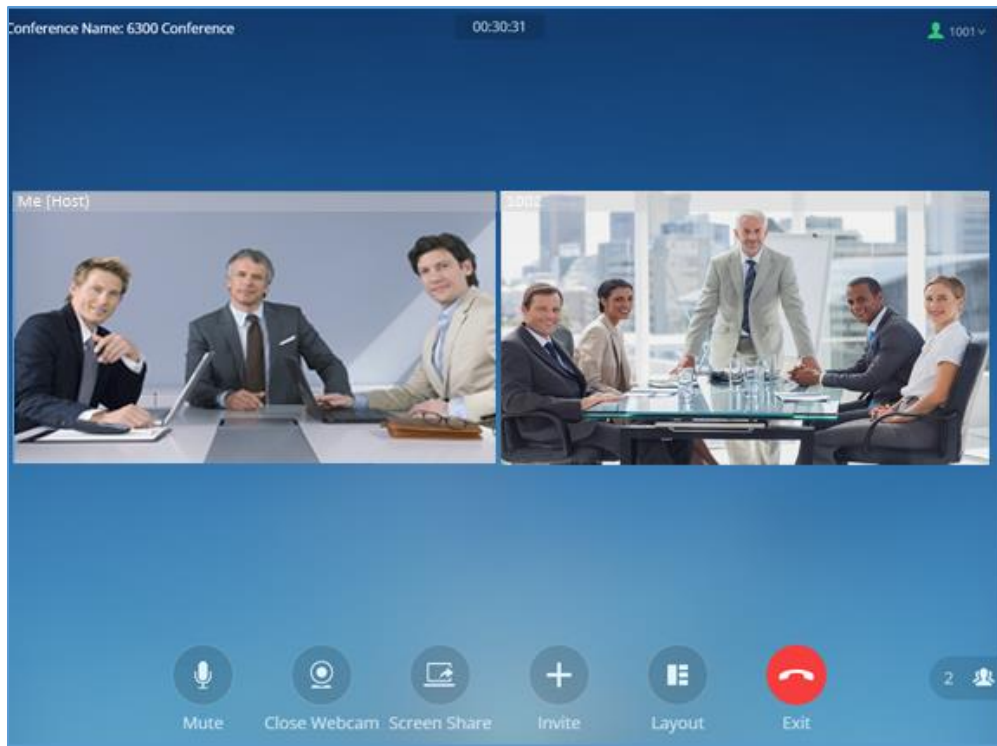 Conference Name: 6300 Conference
00:30:31
1001
Me (Host)
1002
Mute
Close Webcam
Screen Share
Invite
Layout
Exit
2